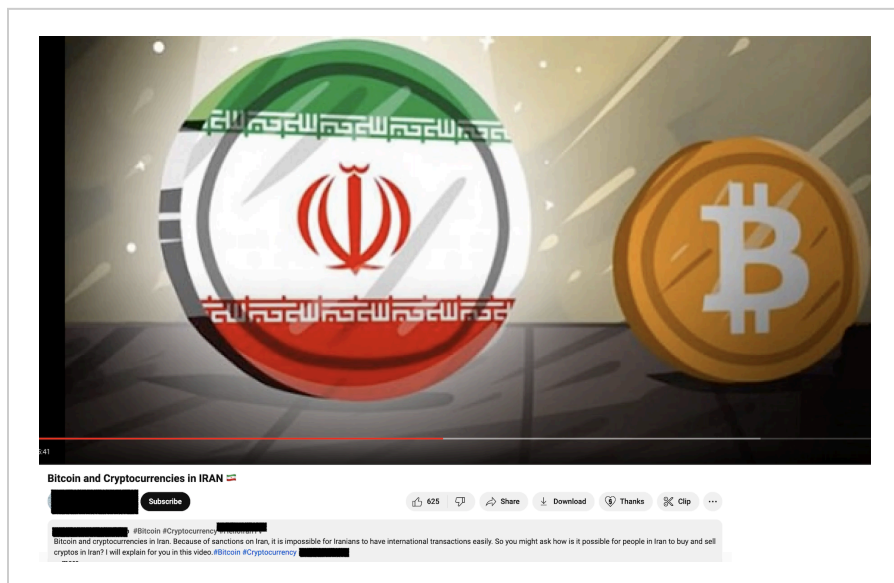 5:41
Bitcoin and Cryptocurrencies in IRAN 🇮🇷
Subscribe
625
Share
Download
Thanks
Clip
#Bitcoin #Cryptocurrency
Bitcoin and cryptocurrencies in Iran. Because of sanctions on Iran, it is impossible for Iranians to have international transactions easily. So you might ask how is it possible for people in Iran to buy and sell
cryptos in Iran? I will explain for you in this video.#Bitcoin #Cryptocurrency